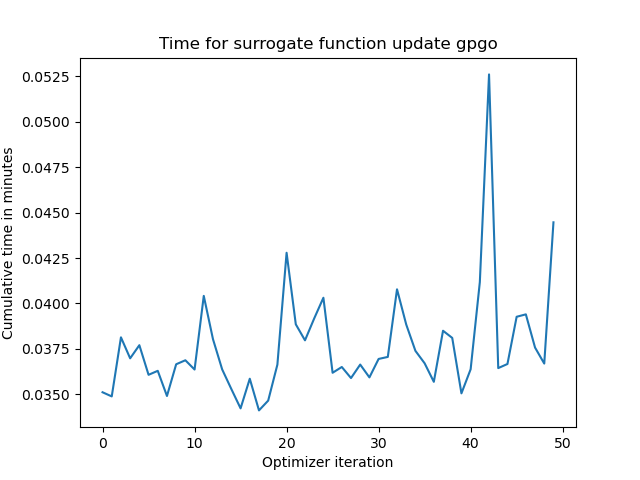 Time for surrogate function update gpgo
Cumulative time in minutes
0.0525
0.0500
0.0475
0.0450
0.0425
0.0400
0.0375
0.0350
0 10 20 30 40 50
Optimizer iteration